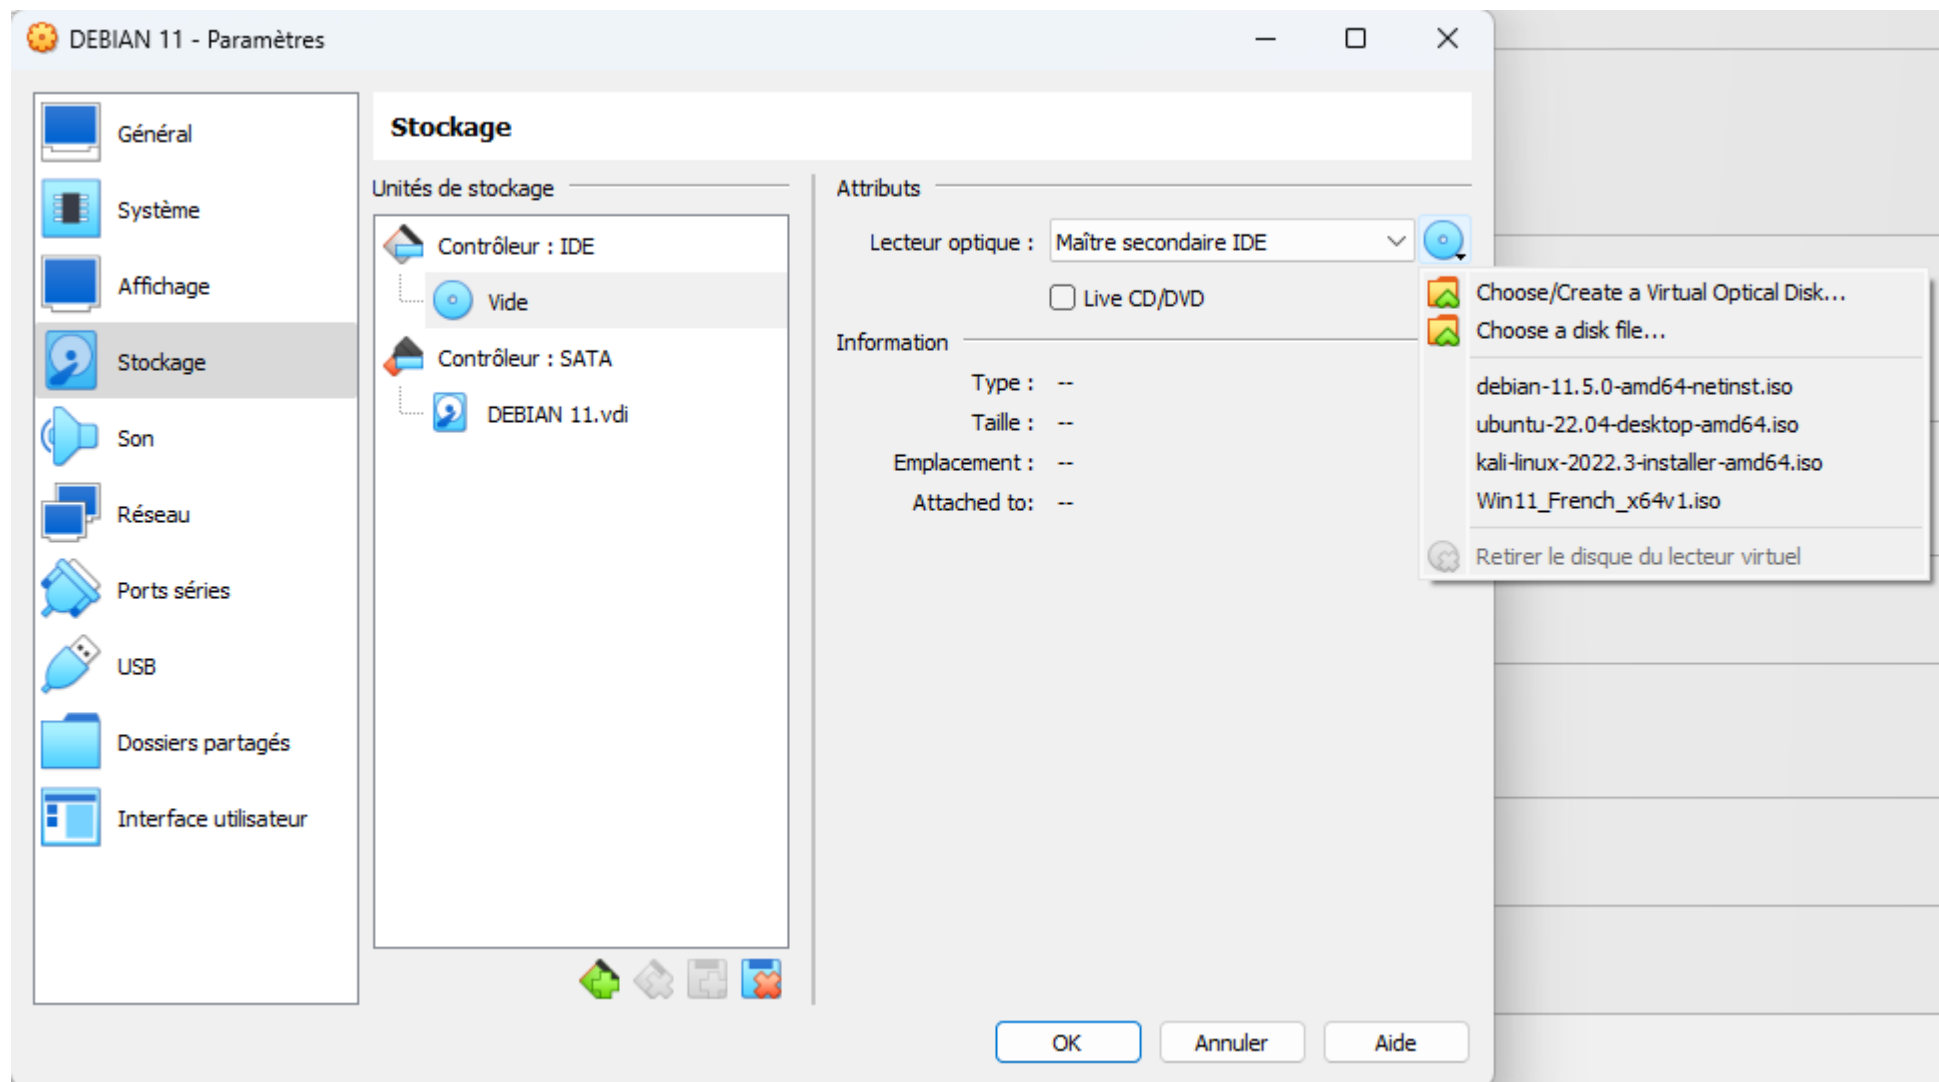 DEBIAN 11 - Paramètres
Général
Système
Affichage
Stockage
Son
Réseau
Ports séries
USB
Dossiers partagés
Interface utilisateur
Stockage
Unités de stockage
Contrôleur : IDE
Vide
Contrôleur : SATA
DEBIAN 11.vdi
Attributs
Lecteur optique : Maître secondaire IDE
Live CD/DVD
Information
Type : --
Taille : --
Emplacement : --
Attached to: --
Choose/Create a Virtual Optical Disk...
Choose a disk file...
debian-11.5.0-amd64-netinst.iso
ubuntu-22.04-desktop-amd64.iso
kali-linux-2022.3-installer-amd64.iso
Win11_French_x64v1.iso
Retirer le disque du lecteur virtuel
OK Annuler Aide